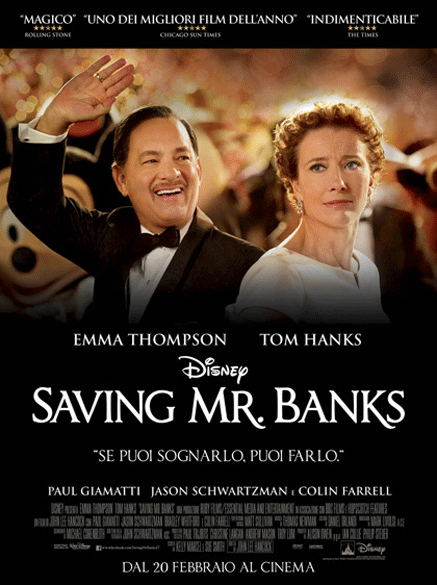 "MAGICO" "UNO DEI MIGLIORI FILM DELL'ANNO" "INDIMENTICABILE"
★★★★★ ★★★★★ ★★★★★
ROLLING STONE CHICAGO SUN TIMES THE TIMES
EMMA THOMPSON TOM HANKS
Disney
SAVING MR. BANKS
"SE PUOI SOGNARLO, PUOI FARLO."
PAUL GIAMATTI JASON SCHWARTZMAN E COLIN FARRELL
DAL 20 FEBBRAIO AL CINEMA